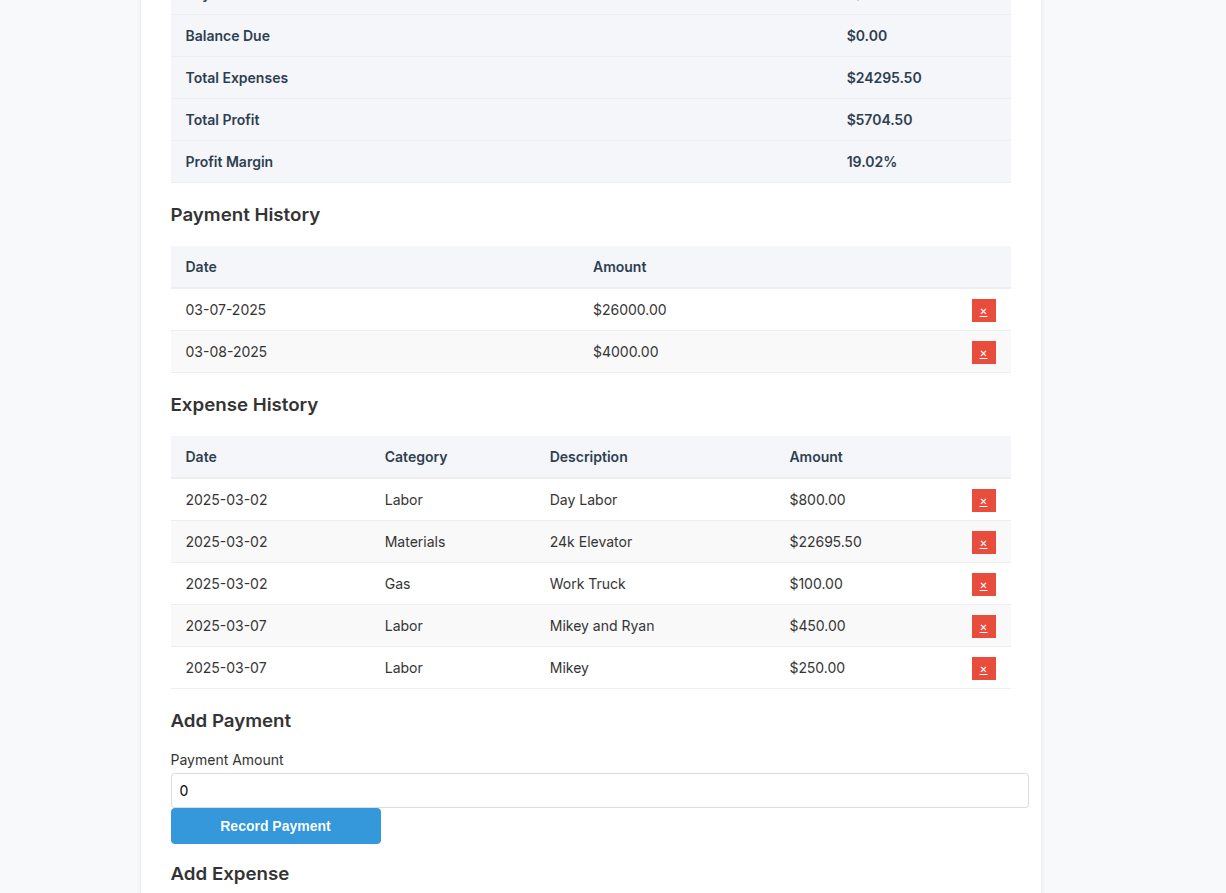 Balance Due $0.00
Total Expenses $24295.50
Total Profit $5704.50
Profit Margin 19.02%
Payment History
Date Amount
03-07-2025 $26000.00 ×
03-08-2025 $4000.00 ×
Expense History
Date Category Description Amount
2025-03-02 Labor Day Labor $800.00 ×
2025-03-02 Materials 24k Elevator $22695.50 ×
2025-03-02 Gas Work Truck $100.00 ×
2025-03-07 Labor Mikey and Ryan $450.00 ×
2025-03-07 Labor Mikey $250.00 ×
Add Payment
Payment Amount
0
Record Payment
Add Expense